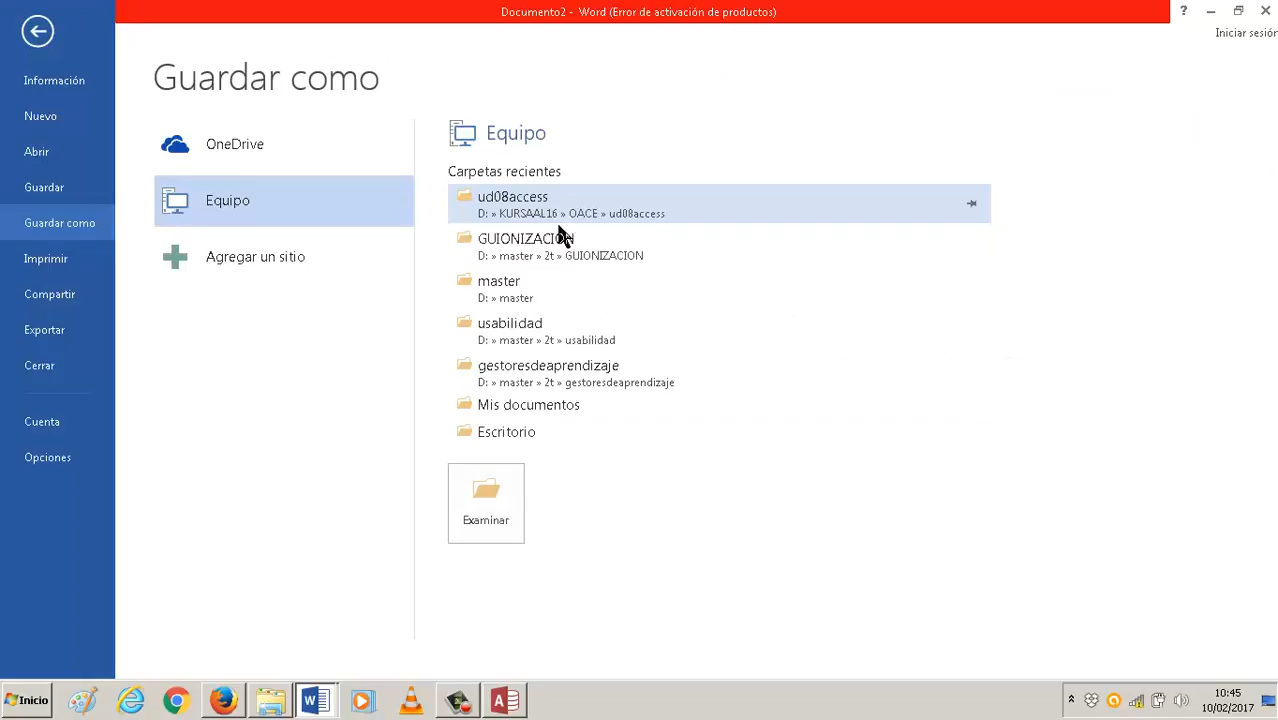 Documento2 - Word (Error de activación de productos)
?
Iniciar sesión
Información
Nuevo
Abrir
Guardar
Guardar como
Imprimir
Compartir
Exportar
Cerrar
Cuenta
Opciones
Guardar como
OneDrive
Equipo
Agregar un sitio
Equipo
Carpetas recientes
ud08access
D: » KURSAAL16 » OACE » ud08access
GUIONIZACION
D: » master » 2t » GUIONIZACION
master
D: » master
usabilidad
D: » master » 2t » usabilidad
gestoresdeaprendizaje
D: » master » 2t » gestoresdeaprendizaje
Mis documentos
Escritorio
Examinar
Inicio
10:45
10/02/2017